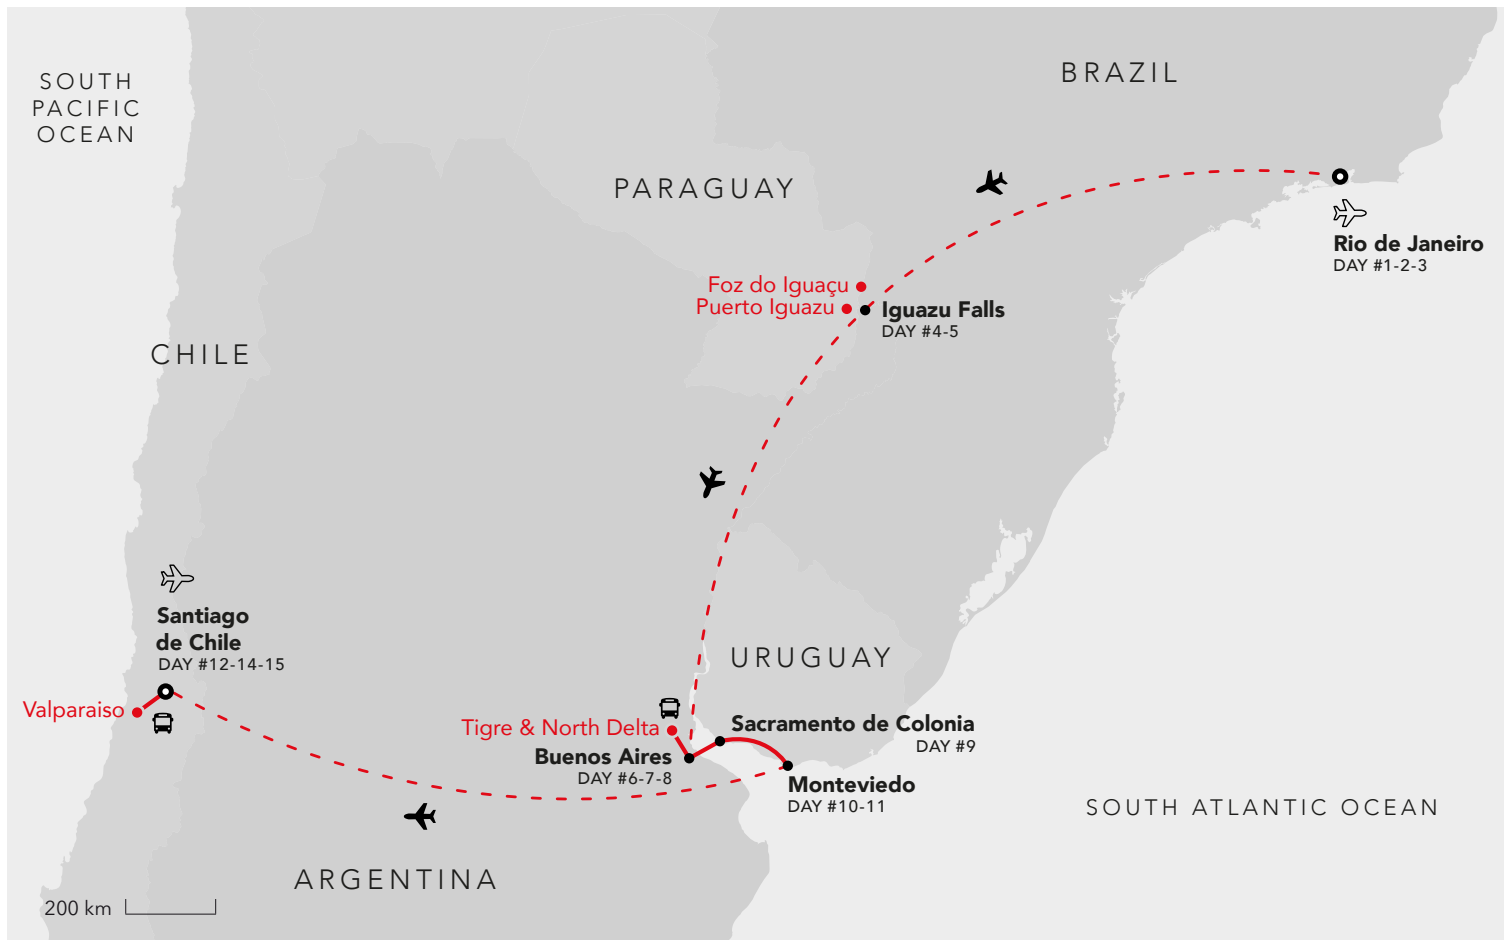 SOUTH
PACIFIC
OCEAN
BRAZIL
PARAGUAY
Rio de Janeiro
DAY #1-2-3
Foz do Iguaçu
Puerto Iguazu
Iguazu Falls
DAY #4-5
CHILE
Santiago
de Chile
DAY #12-14-15
Valparaiso
URUGUAY
Tigre & North Delta
Sacramento de Colonia
DAY #9
Buenos Aires
DAY #6-7-8
Monteviedo
DAY #10-11
SOUTH ATLANTIC OCEAN
ARGENTINA
200 km